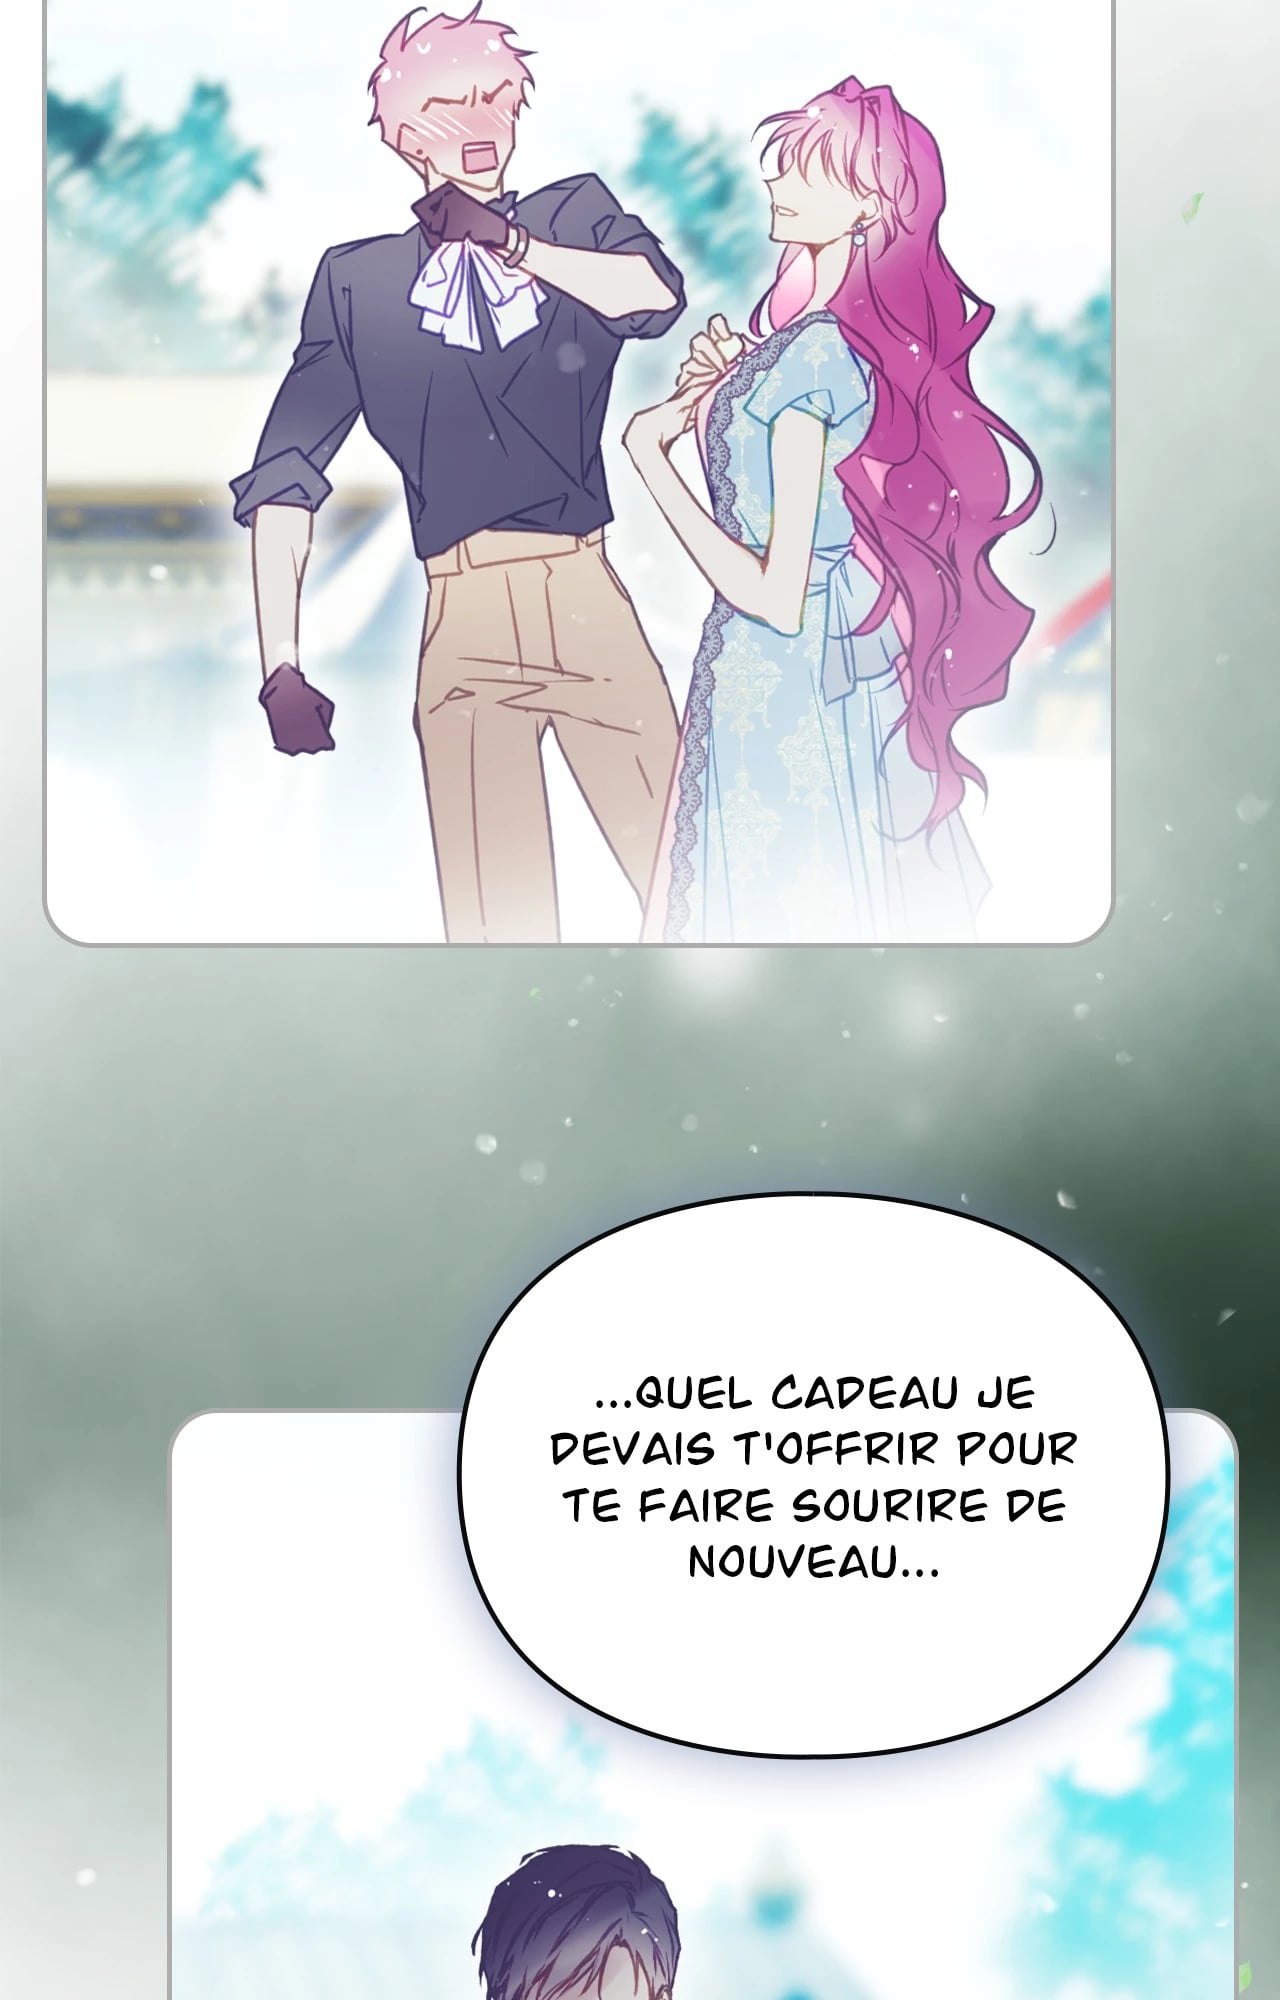 ...QUEL CADEAU JE
DEVAIS T'OFFRIR POUR
TE FAIRE SOURIRE DE
NOUVEAU...